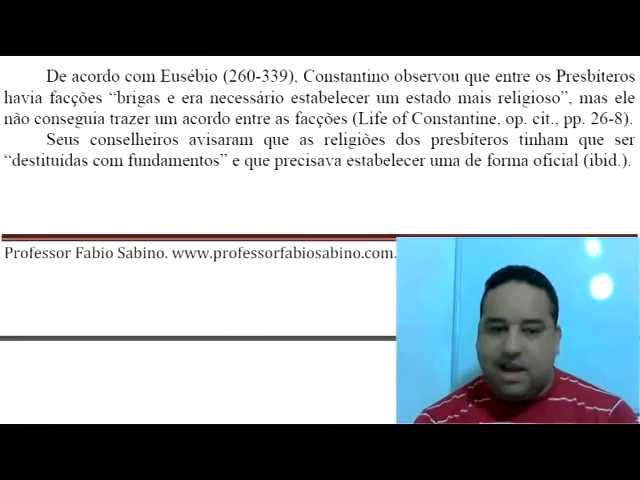 De acordo com Eusébio (260-339), Constantino observou que entre os Presbíteros
havia facções “brigas e era necessário estabelecer um estado mais religioso”, mas ele
não conseguia trazer um acordo entre as facções (Life of Constantine, op. cit., pp. 26-8).
Seus conselheiros avisaram que as religiões dos presbíteros tinham que ser
“destituídas com fundamentos” e que precisava estabelecer uma de forma oficial (ibid.).
Professor Fabio Sabino. www.professorfabiosabino.com.